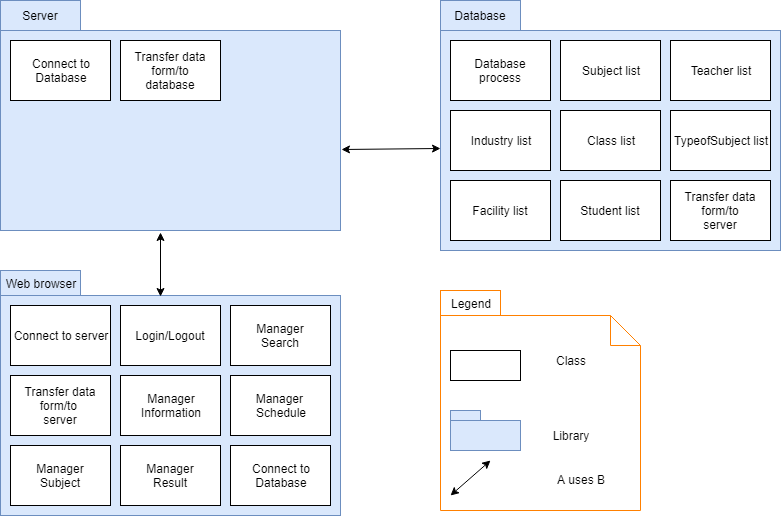 Server
Connect to
Database
Transfer data
form/to
database
Database
Database
process
Subject list
Teacher list
Industry list
Class list
TypeofSubject list
Facility list
Student list
Transfer data
form/to
server
Web browser
Connect to server
Login/Logout
Manager
Search
Transfer data
form/to
server
Manager
Information
Manager
Schedule
Manager
Subject
Manager
Result
Connect to
Database
Legend
Class
Library
A uses B